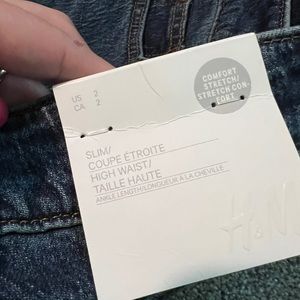 US 2
CA 2
COMFORT
STRETCH/
STRETCH CON-
FORT
SLIM/
COUPE ÉTROITE
HIGH WAIST/
TAILLE HAUTE
ANKLE LENGTH/LONGUEUR À LA CHEVILLE
H&M